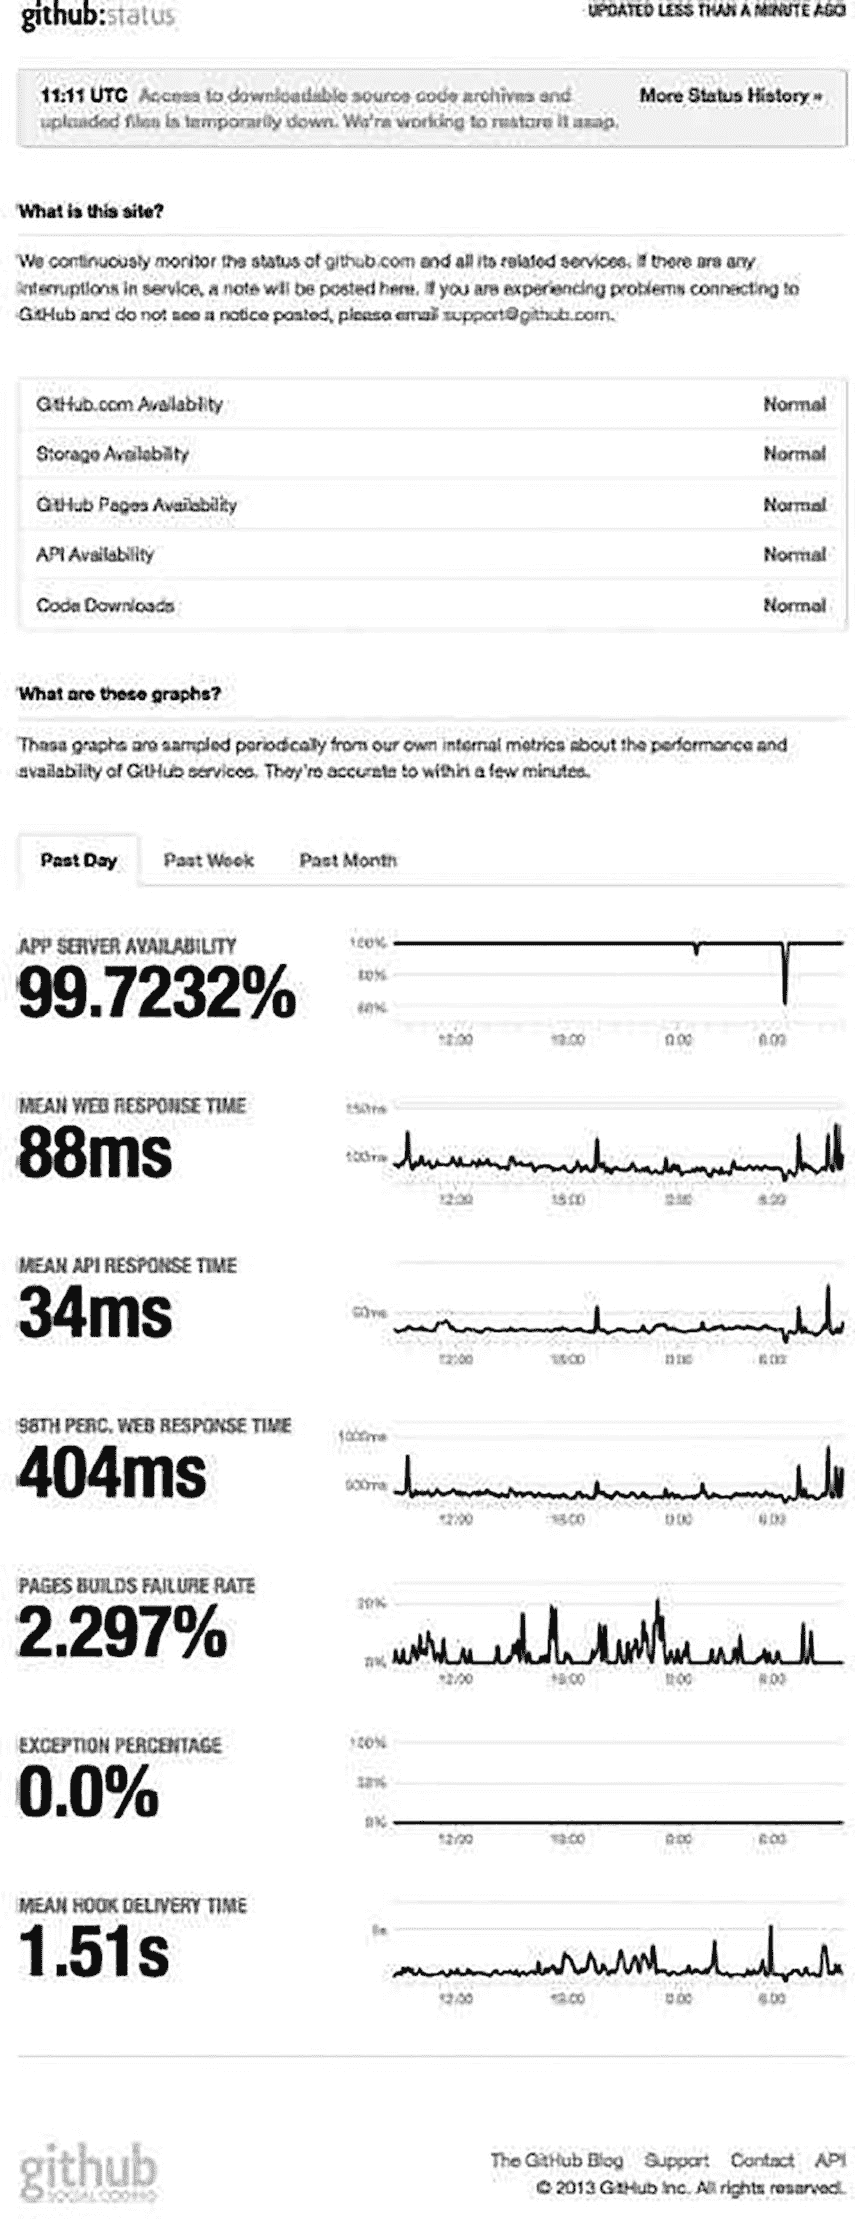 github:status
UPDATED LESS THAN A MINUTE AGO
11:11 UTC Access to downloadable source code archives and
uploaded files is temporarily down. We're working to restore it asap.
More Status History »
What is this site?
We continuously monitor the status of github.com and all its related services. If there are any
interruptions in service, a note will be posted here. If you are experiencing problems connecting to
GitHub and do not see a notice posted, please email support@github.com.
GitHub.com Availability Normal
Storage Availability Normal
GitHub Pages Availability Normal
API Availability Normal
Code Downloads Normal
What are these graphs?
These graphs are sampled periodically from our own internal metrics about the performance and
availability of GitHub services. They're accurate to within a few minutes.
Past Day Past Week Past Month
APP SERVER AVAILABILITY
99.7232%
100%
80%
60%
12:00 18:00 0:00 6:00
MEAN WEB RESPONSE TIME
88ms
150ms
100ms
12:00 18:00 0:00 6:00
MEAN API RESPONSE TIME
34ms
12:00 18:00 0:00 6:00
98TH PERC. WEB RESPONSE TIME
404ms
1000ms
500ms
12:00 18:00 0:00 6:00
PAGES BUILDS FAILURE RATE
2.297%
20%
0%
12:00 18:00 0:00 6:00
EXCEPTION PERCENTAGE
0.0%
100%
0%
12:00 18:00 0:00 6:00
MEAN HOOK DELIVERY TIME
1.51s
12:00 18:00 0:00 6:00
github
SOCIAL CODING
The GitHub Blog Support Contact API
© 2013 GitHub Inc. All rights reserved.